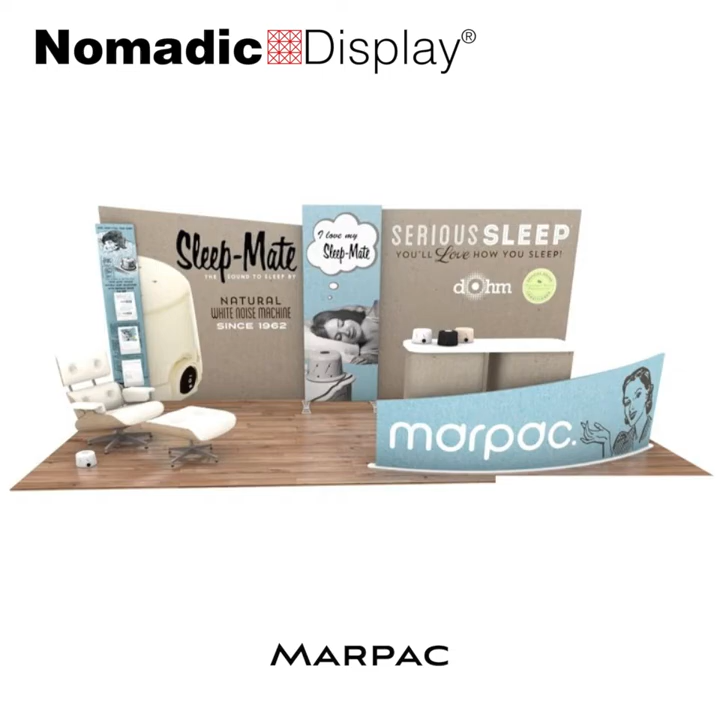 Nomadic Display®
Sleep-Mate
THE SOUND TO SLEEP BY
NATURAL
WHITE NOISE MACHINE
SINCE 1962
I love my
Sleep-Mate
SERIOUS SLEEP
YOU'LL Love HOW YOU SLEEP!
dohm
marpac.
MARPAC